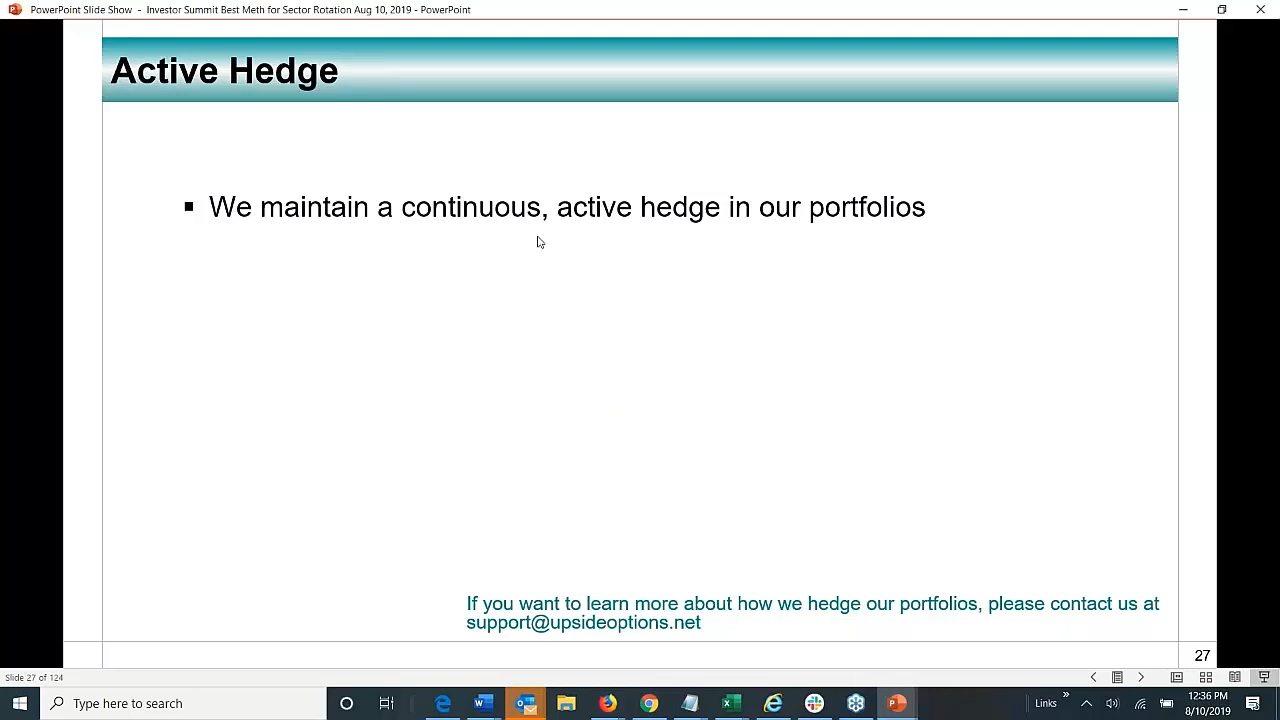 PowerPoint Slide Show - Investor Summit Best Meth for Sector Rotation Aug 10, 2019 - PowerPoint
Active Hedge
▪ We maintain a continuous, active hedge in our portfolios
If you want to learn more about how we hedge our portfolios, please contact us at
support@upsideoptions.net
27
Slide 27 of 124
Type here to search
Links
12:36 PM
8/10/2019